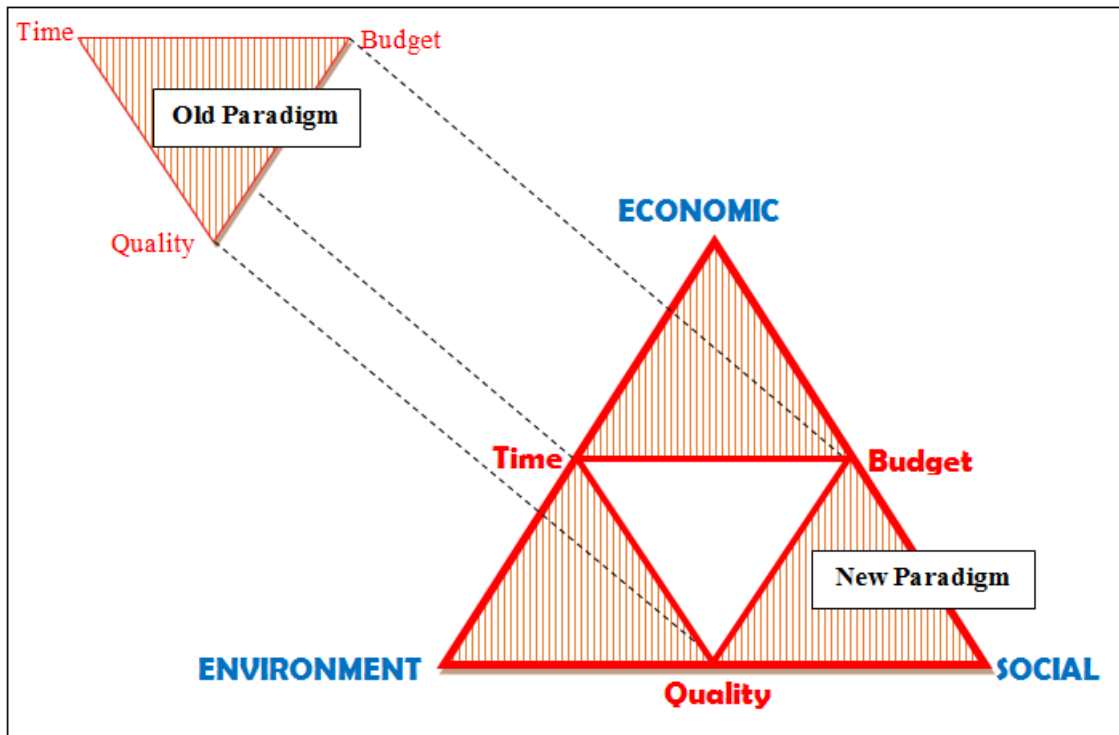 Time
Budget
Old Paradigm
Quality
ECONOMIC
Time
Budget
New Paradigm
ENVIRONMENT
SOCIAL
Quality